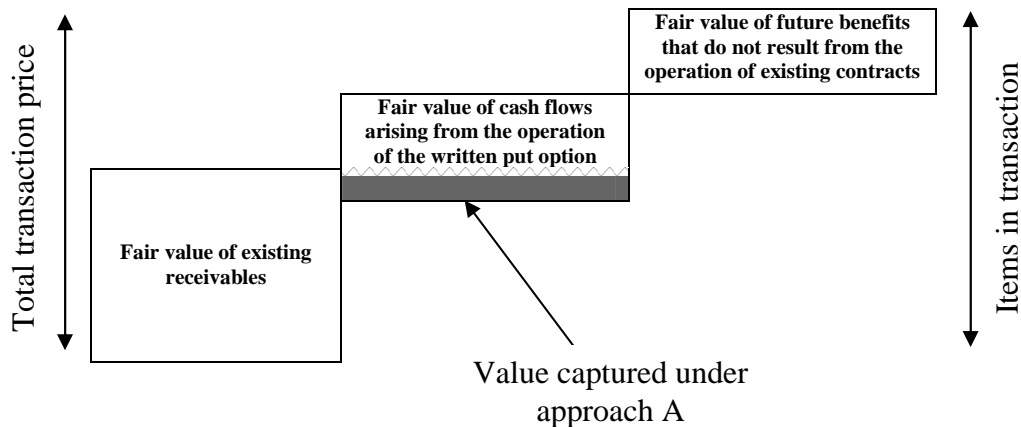 Total transaction price
Fair value of existing
receivables
Fair value of cash flows
arising from the operation
of the written put option
Fair value of future benefits
that do not result from the
operation of existing contracts
Items in transaction
Value captured under
approach A